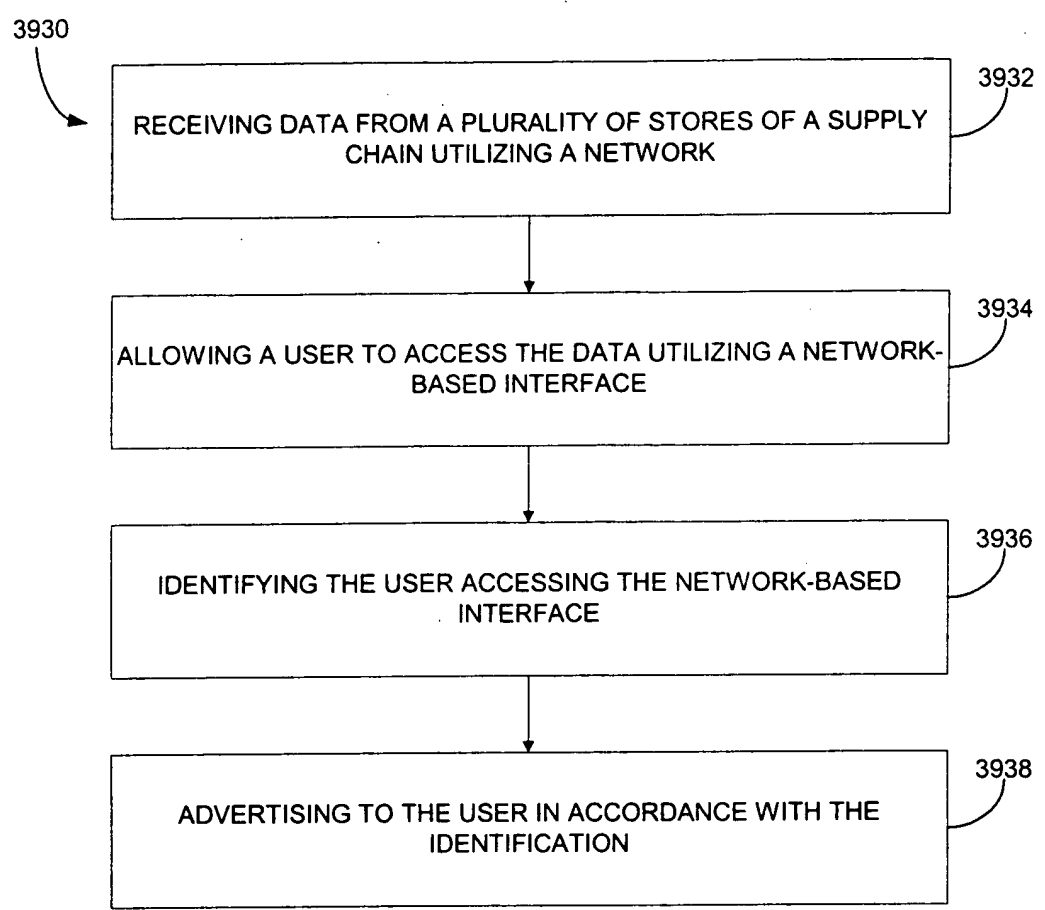 3930
3932
RECEIVING DATA FROM A PLURALITY OF STORES OF A SUPPLY
CHAIN UTILIZING A NETWORK
3934
ALLOWING A USER TO ACCESS THE DATA UTILIZING A NETWORK-
BASED INTERFACE
3936
IDENTIFYING THE USER ACCESSING THE NETWORK-BASED
INTERFACE
3938
ADVERTISING TO THE USER IN ACCORDANCE WITH THE
IDENTIFICATION